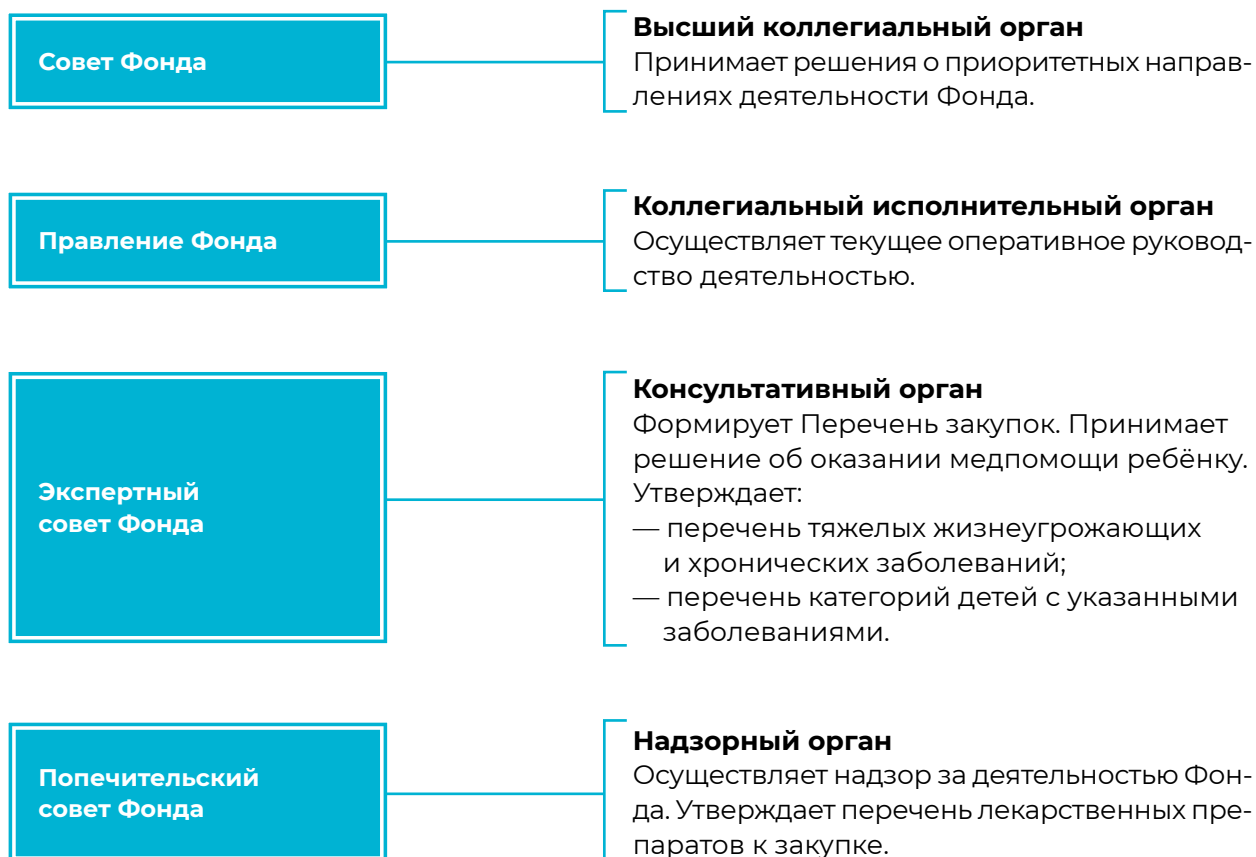 Совет Фонда
Высший коллегиальный орган
Принимает решения о приоритетных направ-
лениях деятельности Фонда.
Правление Фонда
Коллегиальный исполнительный орган
Осуществляет текущее оперативное руковод-
ство деятельностью.
Экспертный
совет Фонда
Консультативный орган
Формирует Перечень закупок. Принимает
решение об оказании медпомощи ребёнку.
Утверждает:
— перечень тяжелых жизнеугрожающих
и хронических заболеваний;
— перечень категорий детей с указанными
заболеваниями.
Попечительский
совет Фонда
Надзорный орган
Осуществляет надзор за деятельностью Фон-
да. Утверждает перечень лекарственных пре-
паратов к закупке.